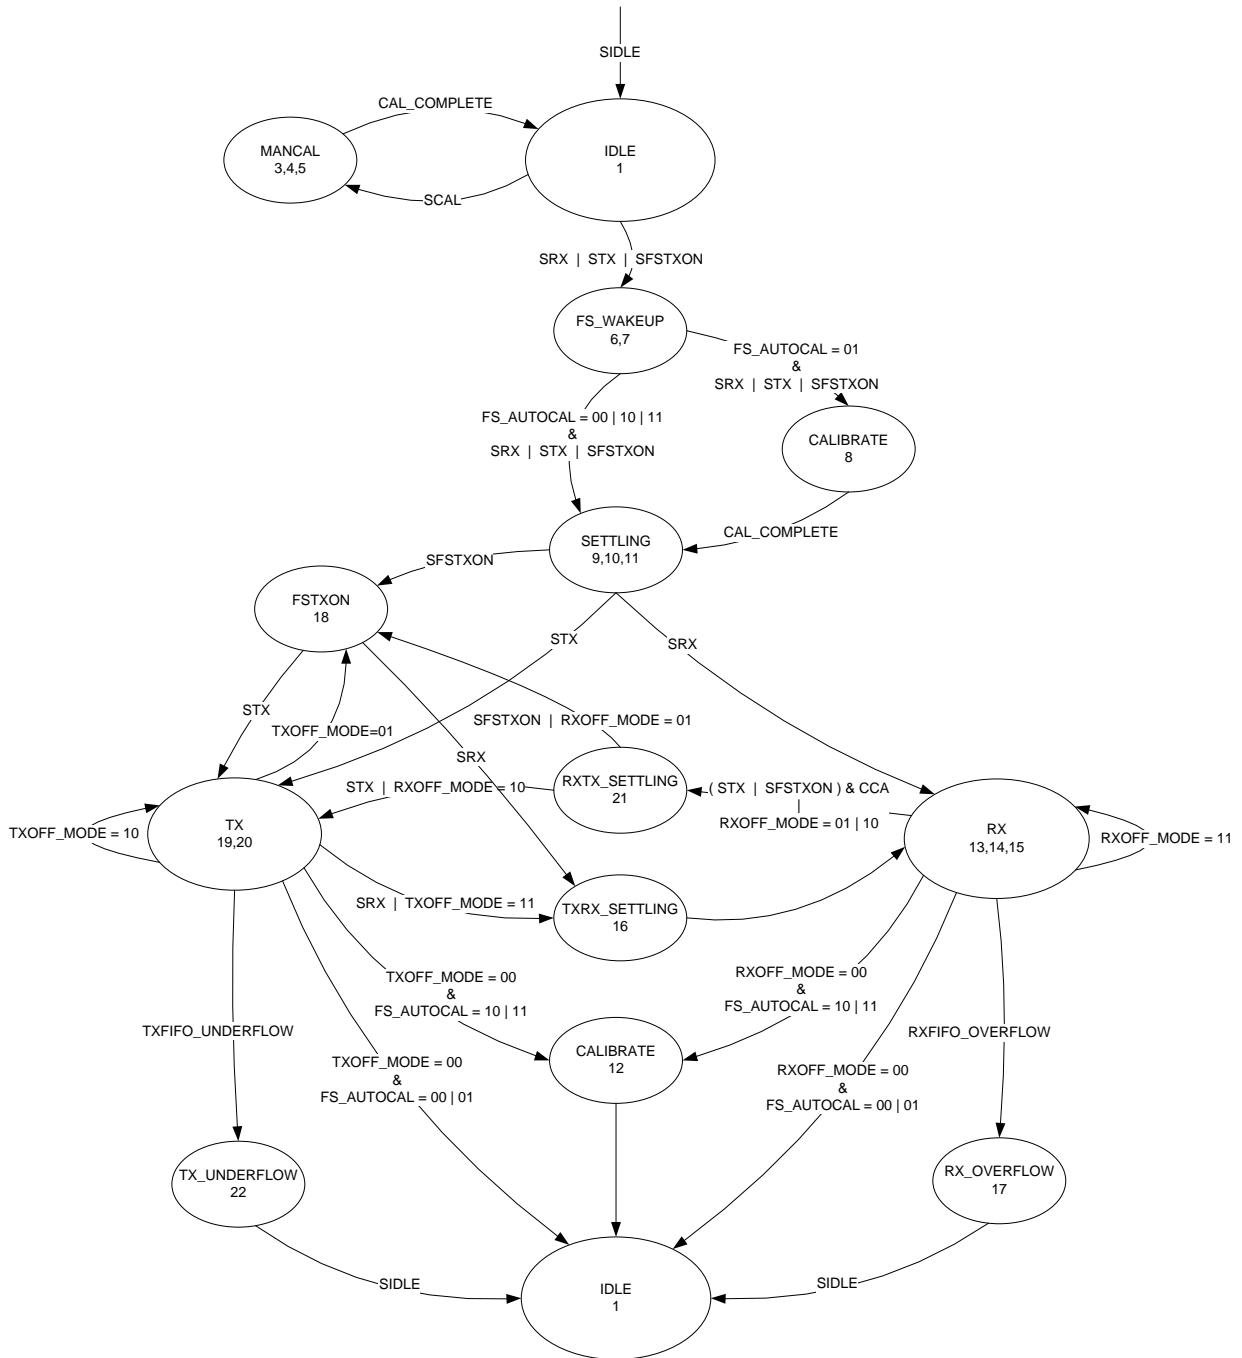 SIDLE
CAL_COMPLETE
MANCAL
3,4,5
IDLE
1
SCAL
SRX | STX | SFSTXON
FS_WAKEUP
6,7
FS_AUTOCAL = 01
&
SRX | STX | SFSTXON
FS_AUTOCAL = 00 | 10 | 11
&
SRX | STX | SFSTXON
CALIBRATE
8
CAL_COMPLETE
SETTLING
9,10,11
SFSTXON
FSTXON
18
STX
SRX
STX
TXOFF_MODE=01
SFSTXON | RXOFF_MODE = 01
SRX
RXTX_SETTLING
21
STX | RXOFF_MODE = 10
( STX | SFSTXON ) & CCA
|
RXOFF_MODE = 01 | 10
TXOFF_MODE = 10
TX
19,20
RX
13,14,15
RXOFF_MODE = 11
SRX | TXOFF_MODE = 11
TXRX_SETTLING
16
TXOFF_MODE = 00
&
FS_AUTOCAL = 10 | 11
RXOFF_MODE = 00
&
FS_AUTOCAL = 10 | 11
TXFIFO_UNDERFLOW
RXFIFO_OVERFLOW
CALIBRATE
12
TXOFF_MODE = 00
&
FS_AUTOCAL = 00 | 01
RXOFF_MODE = 00
&
FS_AUTOCAL = 00 | 01
TX_UNDERFLOW
22
RX_OVERFLOW
17
SIDLE
SIDLE
IDLE
1